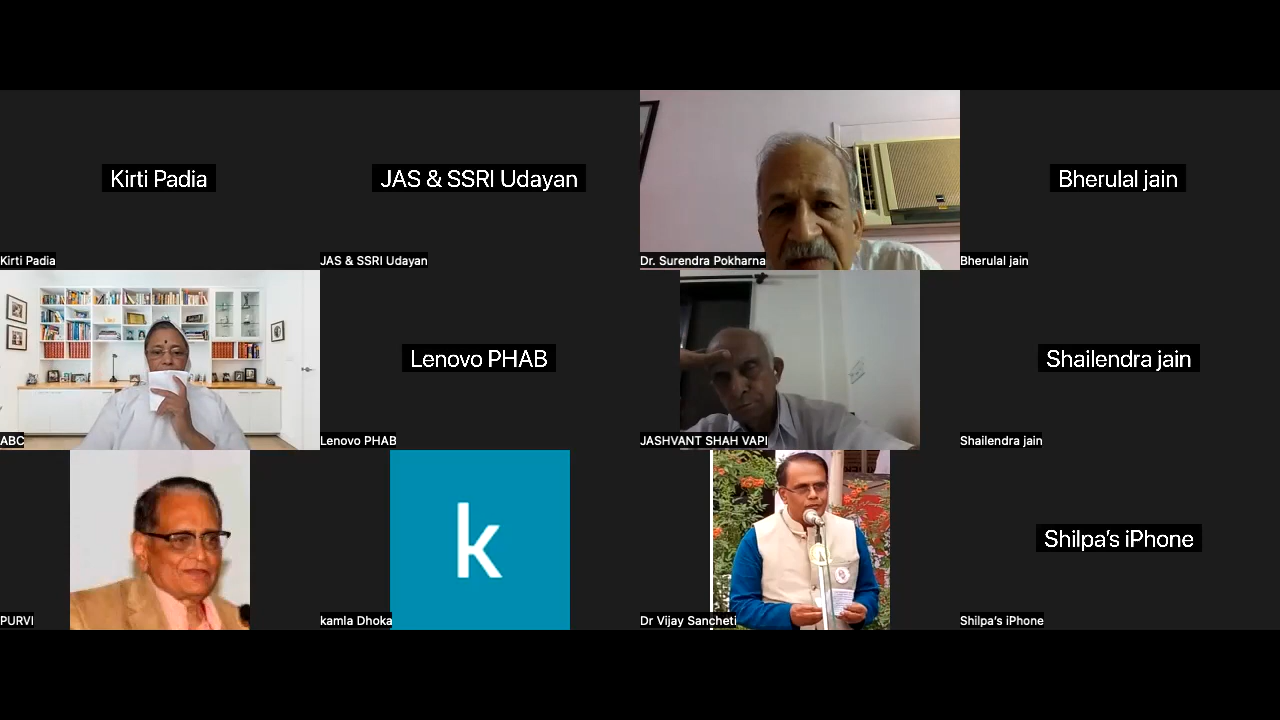 Kirti Padia
JAS & SSRI Udayan
Bherulal jain
Kirti Padia
JAS & SSRI Udayan
Dr. Surendra Pokharna
Bherulal jain
Lenovo PHAB
Shailendra jain
ABC
Lenovo PHAB
JASHVANT SHAH VAPI
Shailendra jain
k
Shilpa’s iPhone
PURVI
kamla Dhoka
Dr Vijay Sancheti
Shilpa’s iPhone